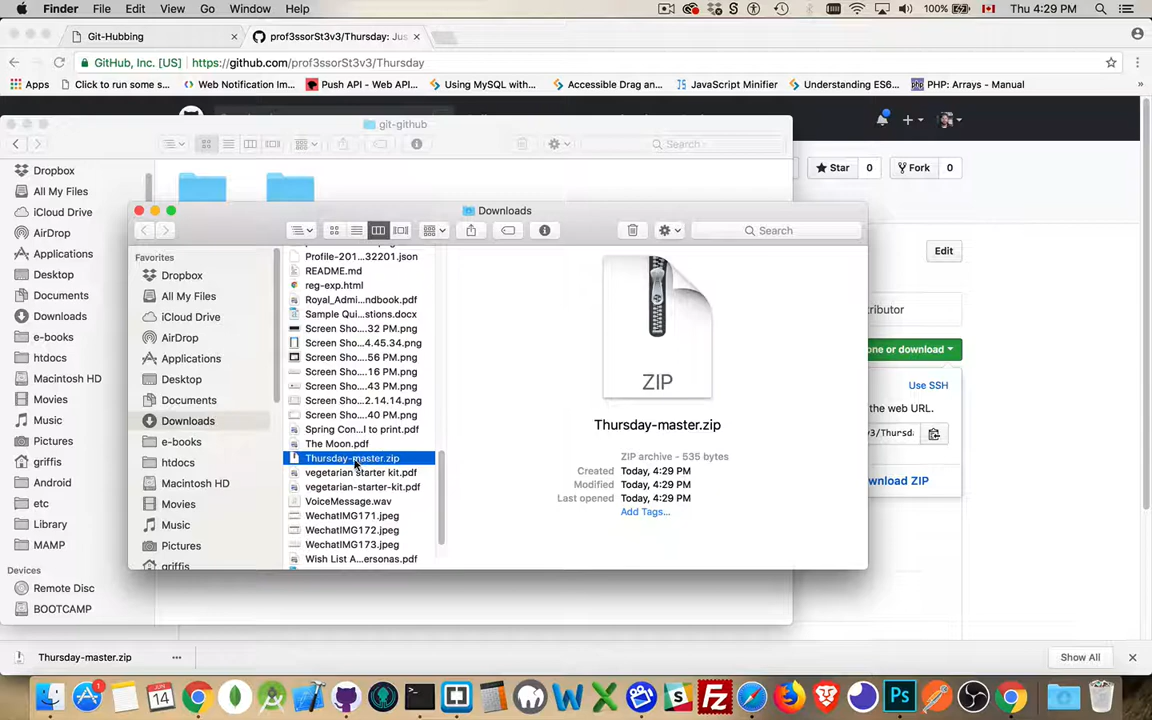 Finder File Edit View Go Window Help 100% Thu 4:29 PM
Git-Hubbing × prof3ssorSt3v3/Thursday: Jus ×
GitHub, Inc. [US] https://github.com/prof3ssorSt3v3/Thursday
Apps Click to run some s... Web Notification Im... Push API - Web API... Using MySQL with... Accessible Drag an... JavaScript Minifier Understanding ES6... PHP: Arrays - Manual »
git-github
Search
Star 0 Fork 0
Edit
ributor
one or download
Use SSH
the web URL.
v3/Thursd
wnload ZIP
Dropbox
All My Files
iCloud Drive
AirDrop
Applications
Desktop
Documents
Downloads
e-books
htdocs
Macintosh HD
Movies
Music
Pictures
griffis
Android
etc
Library
MAMP
Devices
Remote Disc
BOOTCAMP
Downloads
Search
Favorites
Dropbox
All My Files
iCloud Drive
AirDrop
Applications
Desktop
Documents
Downloads
e-books
htdocs
Macintosh HD
Movies
Music
Pictures
griffis
Profile-201...32201.json
README.md
reg-exp.html
Royal_Admi...ndbook.pdf
Sample Qui...stions.docx
Screen Sho....32 PM.png
Screen Sho...4.45.34.png
Screen Sho....56 PM.png
Screen Sho....16 PM.png
Screen Sho....43 PM.png
Screen Sho...2.14.14.png
Screen Sho....40 PM.png
Spring Con...l to print.pdf
The Moon.pdf
Thursday-master.zip
vegetarian starter kit.pdf
vegetarian-starter-kit.pdf
VoiceMessage.wav
WechatIMG171.jpeg
WechatIMG172.jpeg
WechatIMG173.jpeg
Wish List A...ersonas.pdf
ZIP
Thursday-master.zip
ZIP archive - 535 bytes
Created Today, 4:29 PM
Modified Today, 4:29 PM
Last opened Today, 4:29 PM
Add Tags...
Thursday-master.zip Show All
1 JUN 14 W X S FZ Ps